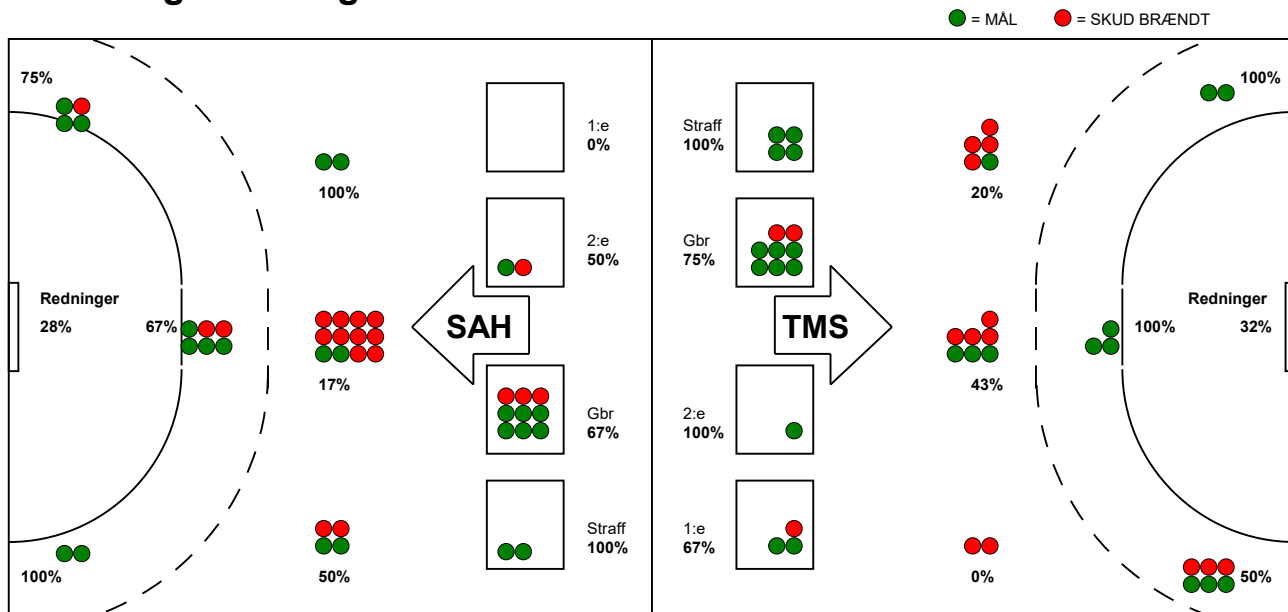 = MÅL
= SKUD BRÆNDT
75%
100%
Redninger
28%
67%
17%
50%
100%
1:e
0%
2:e
50%
SAH
Gbr
67%
Straff
100%
Straff
100%
Gbr
75%
TMS
2:e
100%
1:e
67%
20%
43%
0%
100%
Redninger
100%
32%
50%